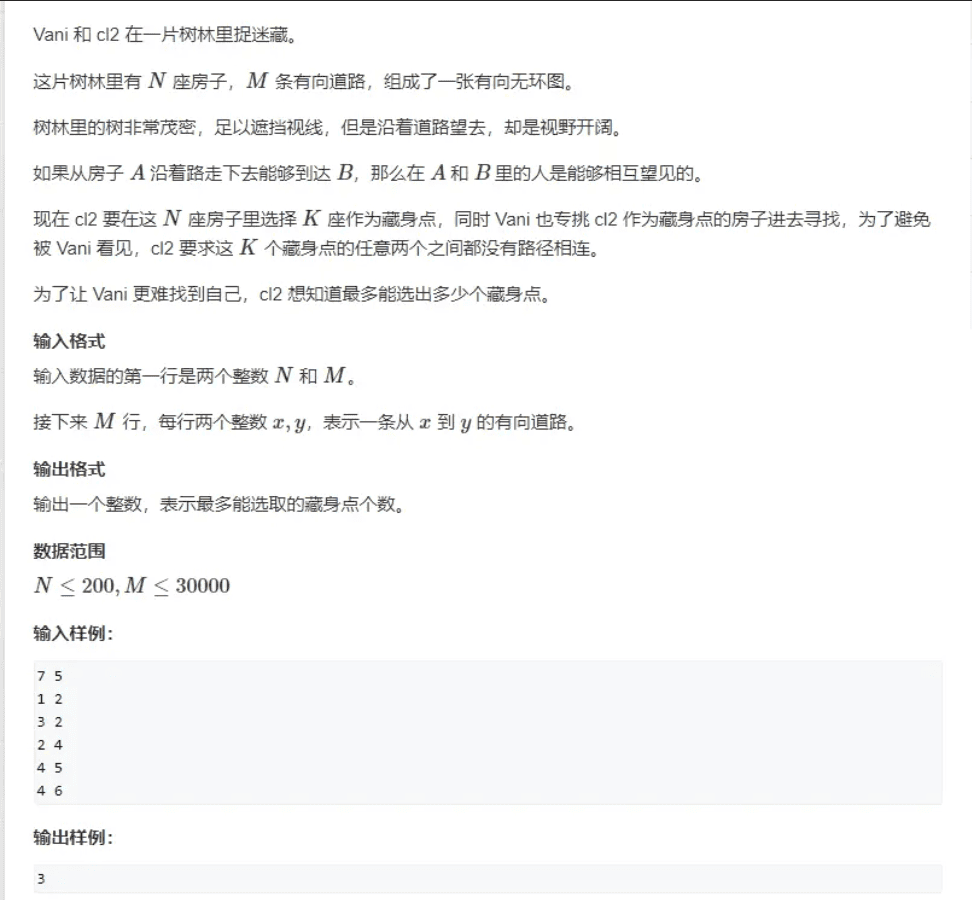 Vani 和 cl2 在一片树林里捉迷藏。
这片树林里有 N 座房子，M 条有向道路，组成了一张有向无环图。
树林里的树非常茂密，足以遮挡视线，但是沿着道路望去，却是视野开阔。
如果从房子 A 沿着路走下去能够到达 B，那么在 A 和 B 里的人是能够相互望见的。
现在 cl2 要在这 N 座房子里选择 K 座作为藏身点，同时 Vani 也专挑 cl2 作为藏身点的房子进去寻找，为了避免
被 Vani 看见，cl2 要求这 K 个藏身点的任意两个之间都没有路径相连。
为了让 Vani 更难找到自己，cl2 想知道最多能选出多少个藏身点。
输入格式
输入数据的第一行是两个整数 N 和 M。
接下来 M 行，每行两个整数 x, y，表示一条从 x 到 y 的有向道路。
输出格式
输出一个整数，表示最多能选取的藏身点个数。
数据范围
N ≤ 200, M ≤ 30000
输入样例：
7 5
1 2
3 2
2 4
4 5
4 6
输出样例：
3